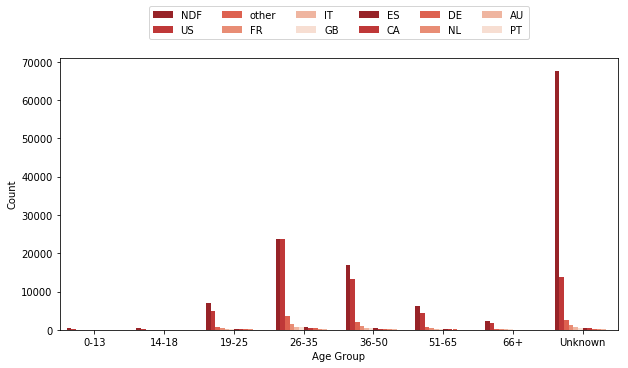 NDF other IT ES DE AU
US FR GB CA NL PT
70000
60000
50000
40000
30000
20000
10000
0
Count
0-13 14-18 19-25 26-35 36-50 51-65 66+ Unknown
Age Group